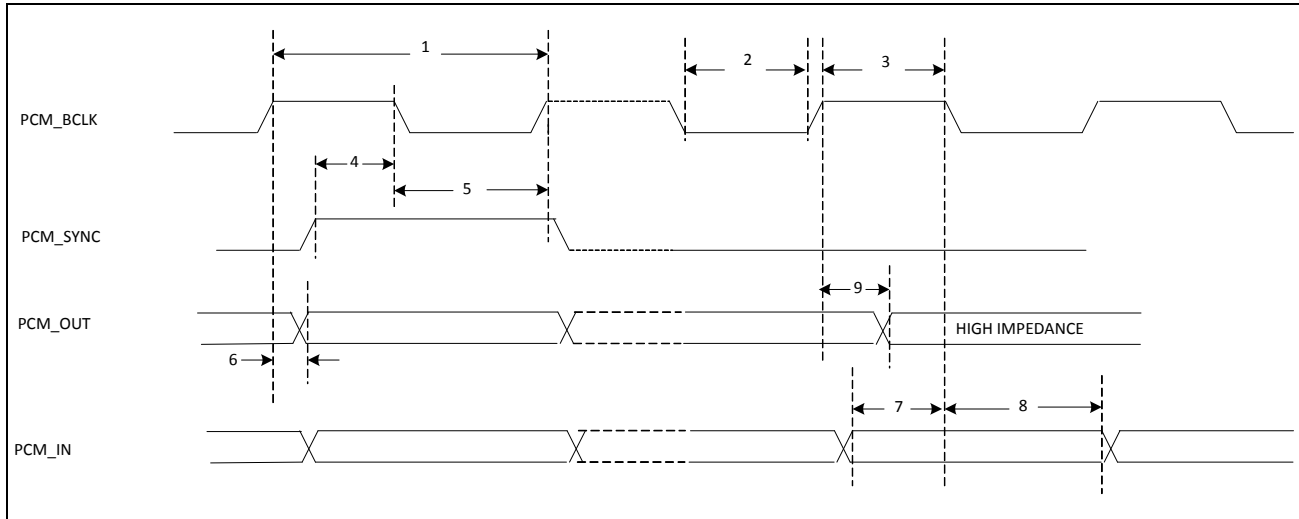 1
2
3
PCM_BCLK
4
5
PCM_SYNC
9
PCM_OUT
HIGH IMPEDANCE
6
7
8
PCM_IN